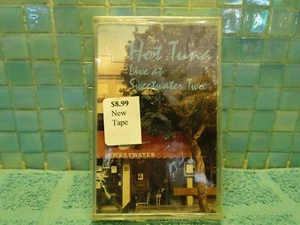 Hot Tuna
Live at
Sweetwater Two
$8.99
New
Tape
SWEETWATER